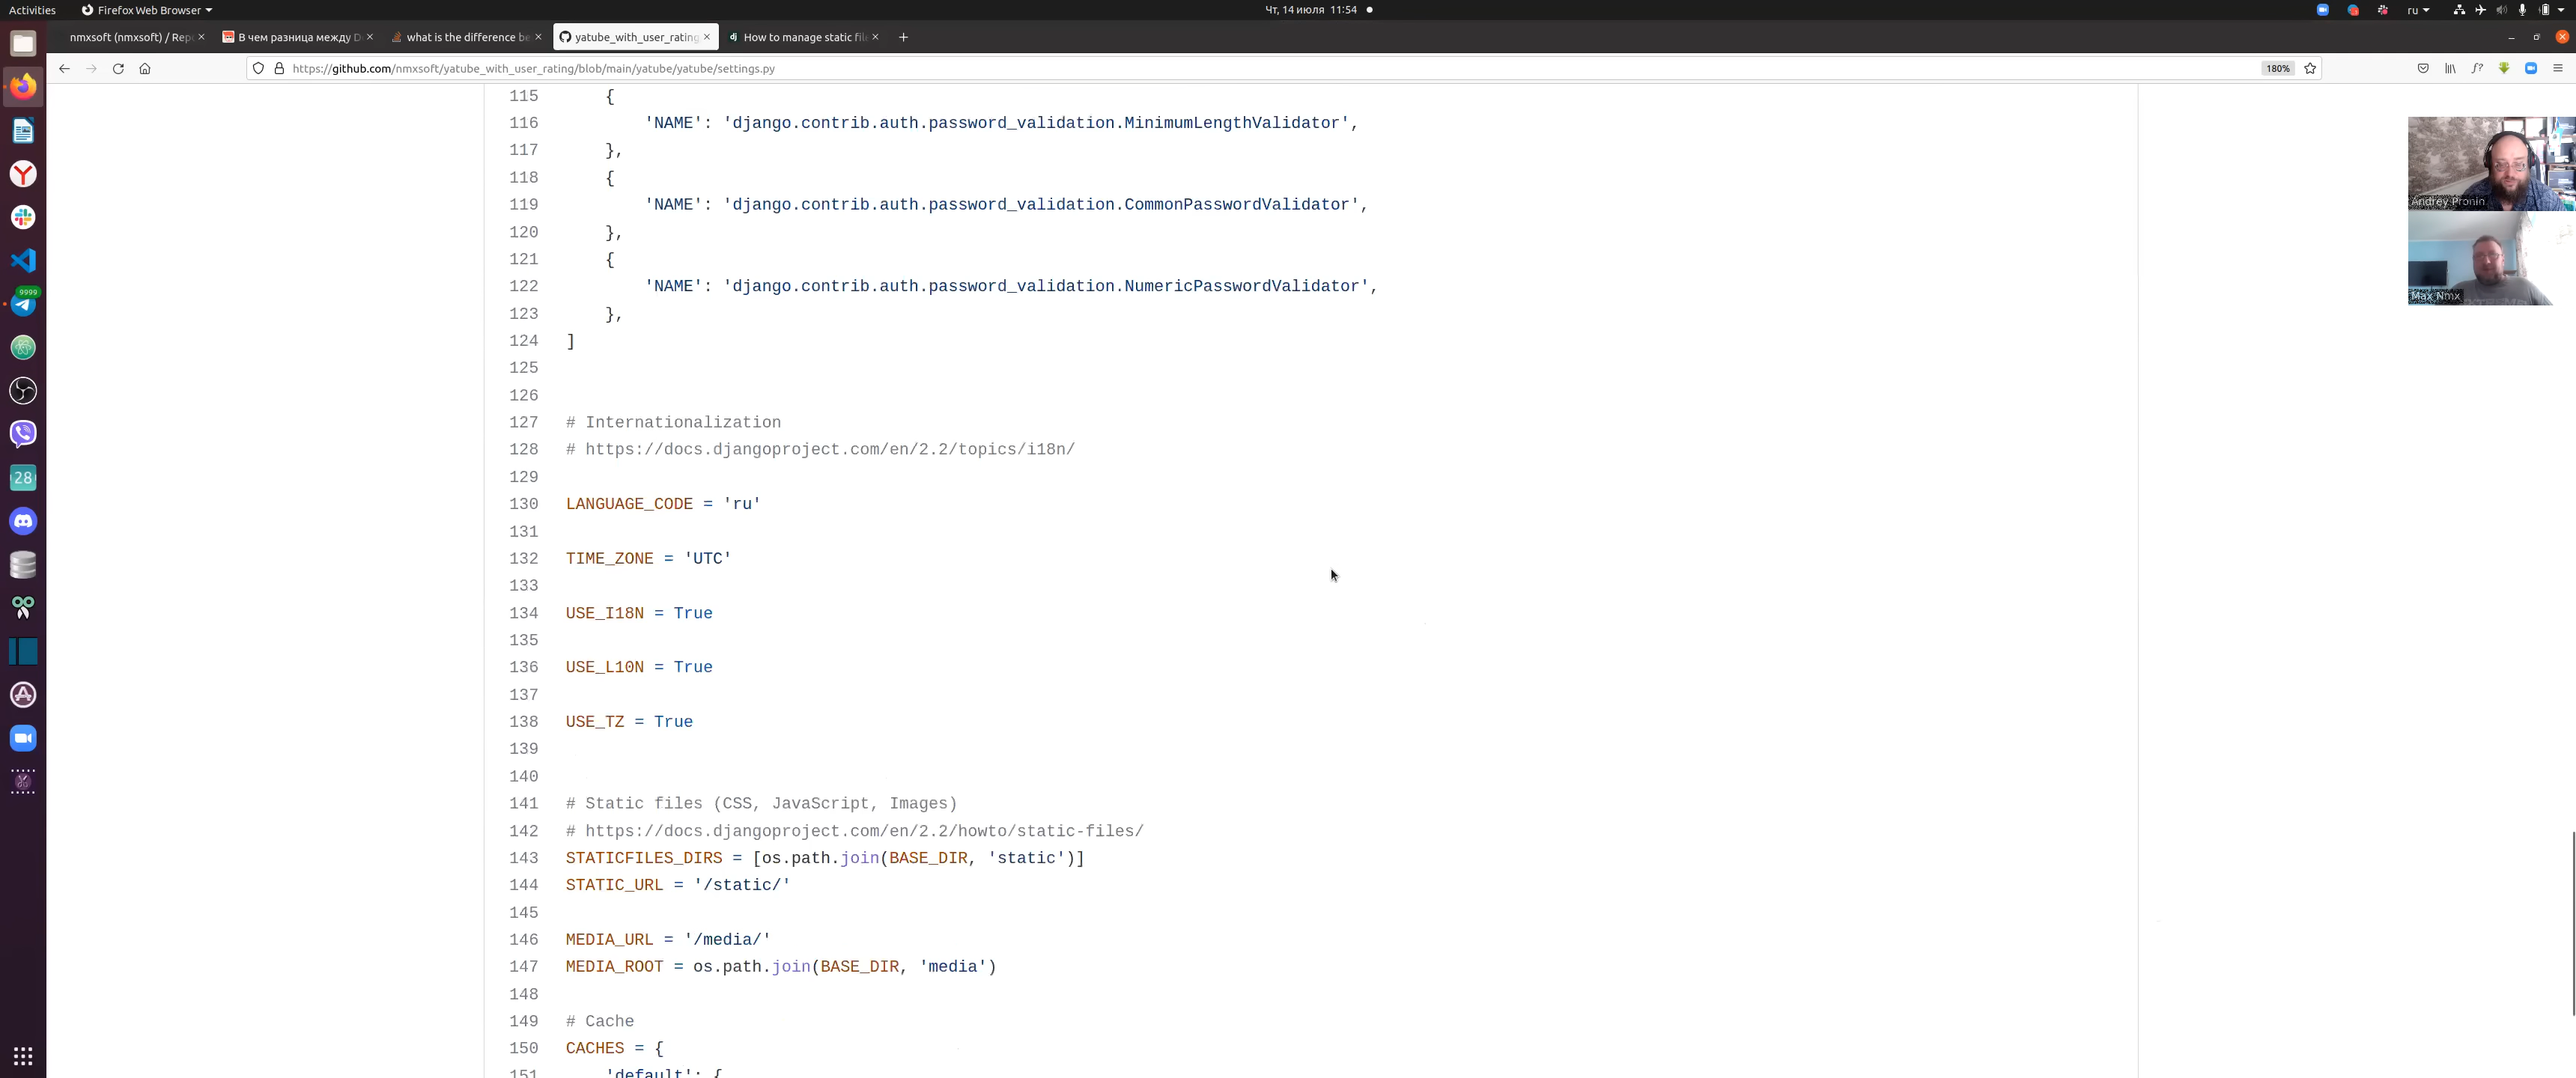 Activities
Firefox Web Browser
Чт, 14 июля 11:54
ru
nmxsoft (nmxsoft) / Rep
В чем разница между D
what is the difference be
yatube_with_user_rating
How to manage static fil
https://github.com/nmxsoft/yatube_with_user_rating/blob/main/yatube/yatube/settings.py
180%
115 {
116 'NAME': 'django.contrib.auth.password_validation.MinimumLengthValidator',
117 },
118 {
119 'NAME': 'django.contrib.auth.password_validation.CommonPasswordValidator',
120 },
121 {
122 'NAME': 'django.contrib.auth.password_validation.NumericPasswordValidator',
123 },
124 ]
125
126
127 # Internationalization
128 # https://docs.djangoproject.com/en/2.2/topics/i18n/
129
130 LANGUAGE_CODE = 'ru'
131
132 TIME_ZONE = 'UTC'
133
134 USE_I18N = True
135
136 USE_L10N = True
137
138 USE_TZ = True
139
140
141 # Static files (CSS, JavaScript, Images)
142 # https://docs.djangoproject.com/en/2.2/howto/static-files/
143 STATICFILES_DIRS = [os.path.join(BASE_DIR, 'static')]
144 STATIC_URL = '/static/'
145
146 MEDIA_URL = '/media/'
147 MEDIA_ROOT = os.path.join(BASE_DIR, 'media')
148
149 # Cache
150 CACHES = {
151 'default': {
Andrey Pronin
Max Nmx
9999
28